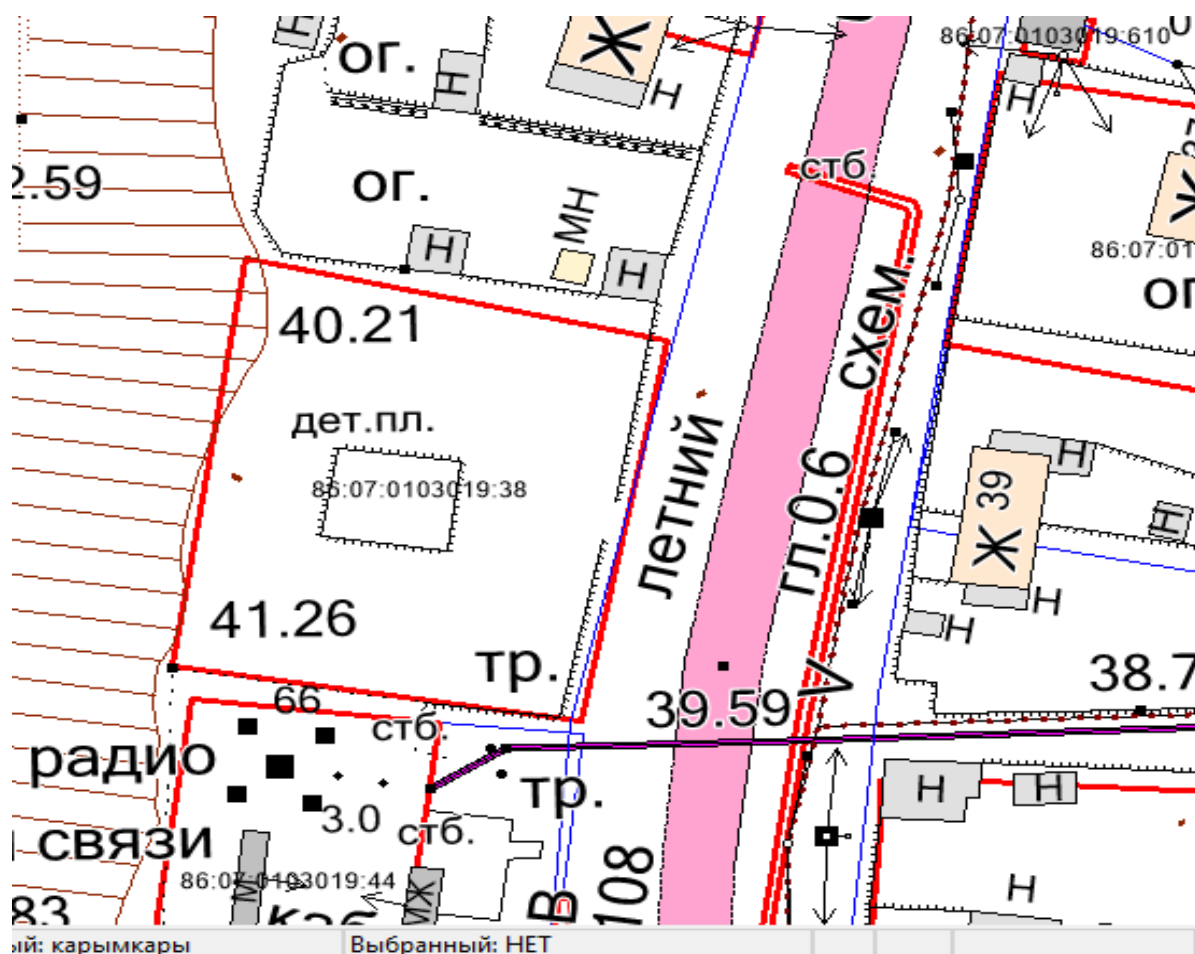 Н
ог.
Н
Ж
Н
86:07:0103019:610
Н
2.59
ог.
МН
стб.
Ж
Н
Н
86:07:01
ог
40.21
схем.
дет.пл.
86:07:0103019:38
летний
гл.0.6
V
Н
39
Ж
Н
Н
Н
41.26
тр.
66
стб.
39.59
38.7
радио
тр.
Н
Н
3.0
стб.
связи
86:07:0103019:44
М
МЖ
В
108
Н
83
ый: карымкары
Выбранный: НЕТ